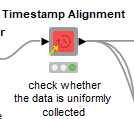 Timestamp Alignment
check whether
the data is uniformly
collected